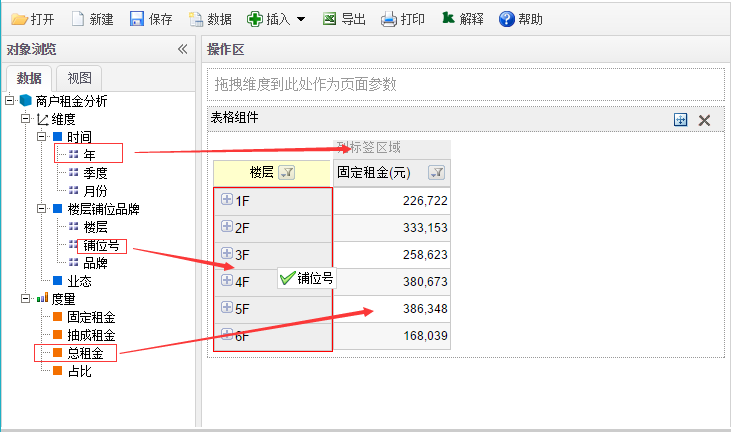 打开 新建 保存 数据 插入 导出 打印 解释 帮助
对象浏览
数据 视图
商户租金分析
维度
时间
年
季度
月份
楼层铺位品牌
楼层
铺位号
品牌
业态
度量
固定租金
抽成租金
总租金
占比
操作区
拖拽维度到此处作为页面参数
表格组件
列标签区域
楼层 固定租金(元)
1F 226,722
2F 333,153
3F 258,623
4F 380,673
铺位号
5F 386,348
6F 168,039